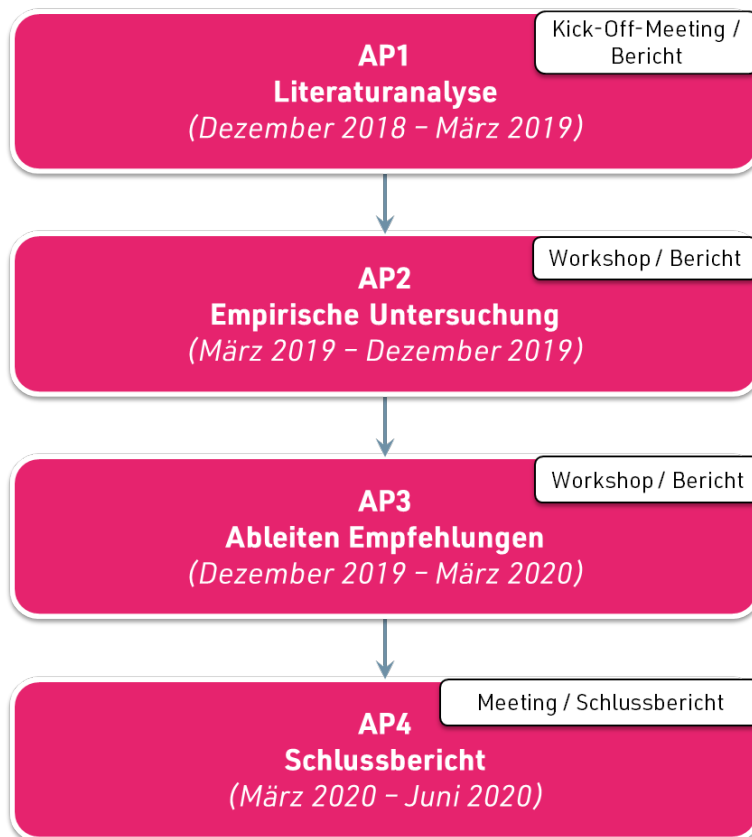 Kick-Off-Meeting /
Bericht
AP1
Literaturanalyse
(Dezember 2018 – März 2019)
Workshop / Bericht
AP2
Empirische Untersuchung
(März 2019 – Dezember 2019)
Workshop / Bericht
AP3
Ableiten Empfehlungen
(Dezember 2019 – März 2020)
Meeting / Schlussbericht
AP4
Schlussbericht
(März 2020 – Juni 2020)